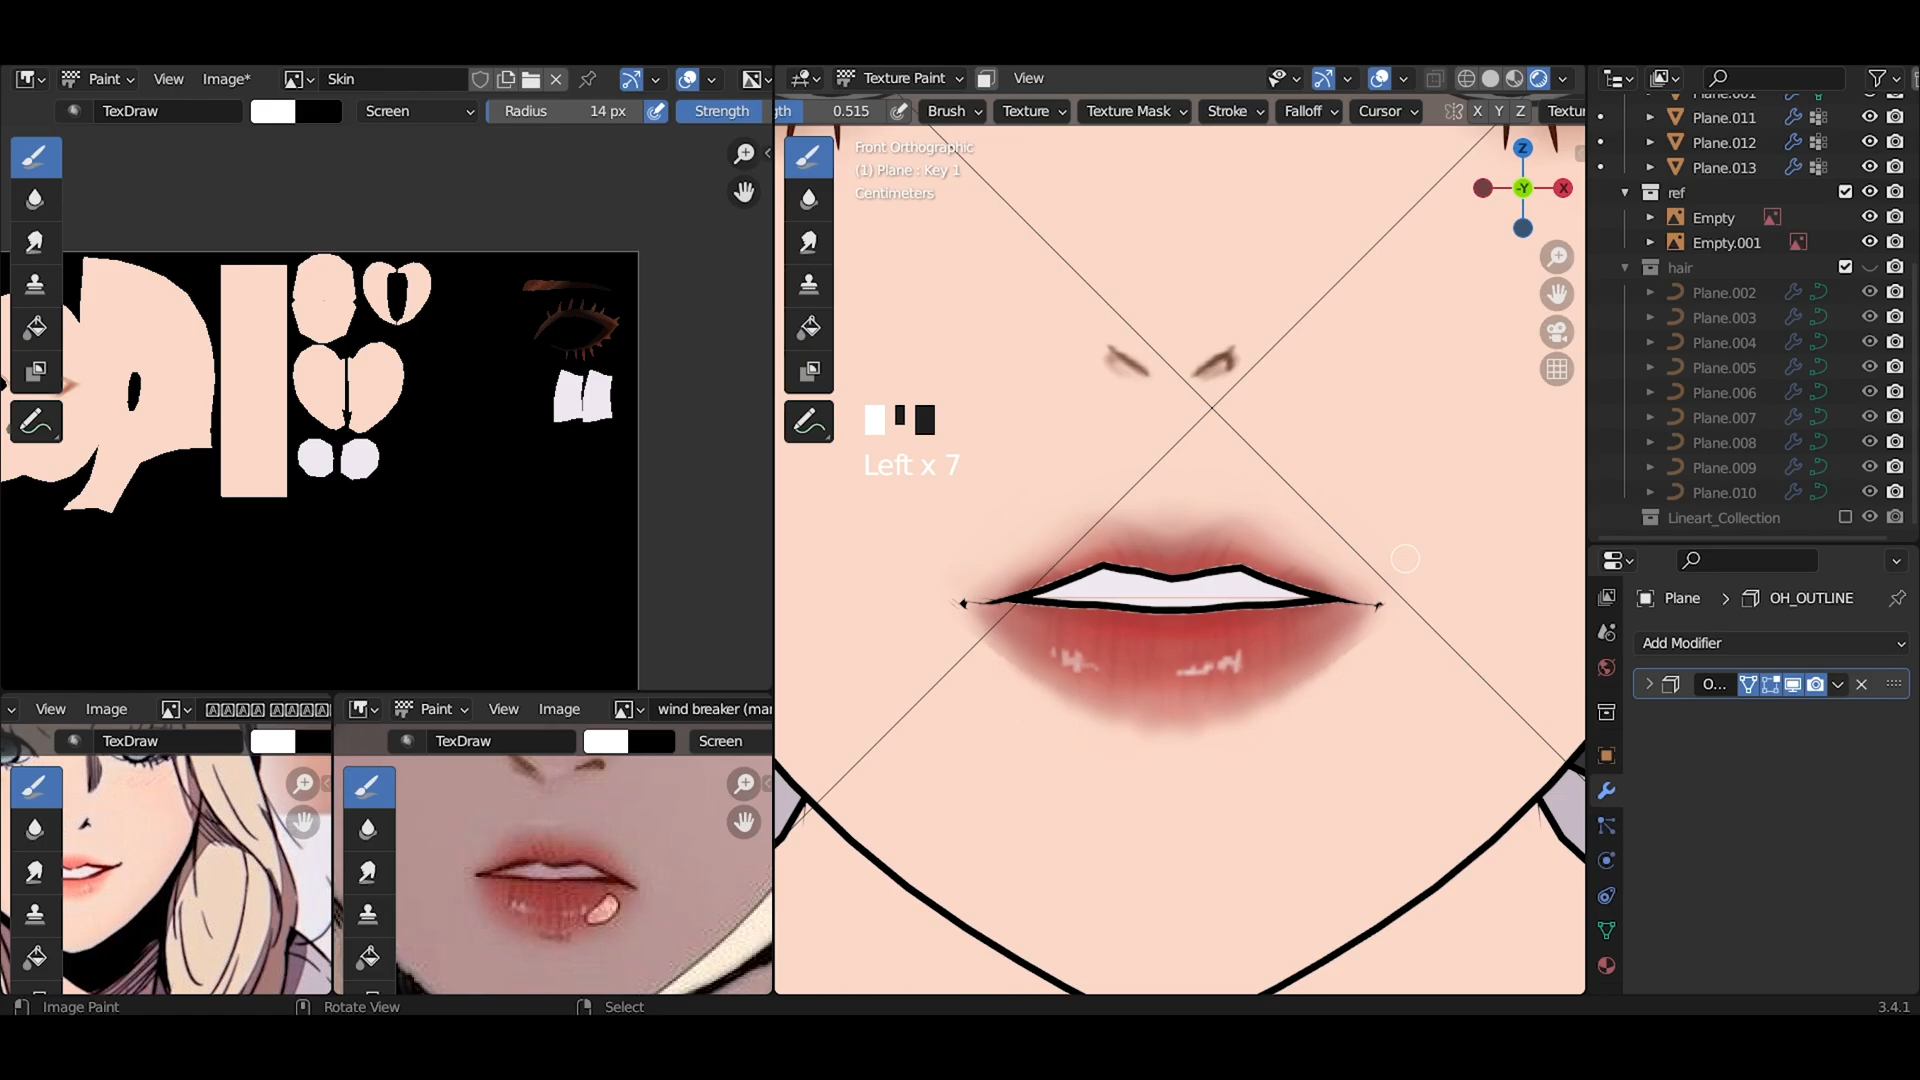 Paint View Image* Skin
TexDraw Screen Radius 14 px Strength
Texture Paint View
0.515 Brush Texture Texture Mask Stroke Falloff Cursor X Y Z
Front Orthographic
(1) Plane : Key 1
Centimeters
Z
-Y X
Left x 7
Plane.011
Plane.012
Plane.013
ref
Empty
Empty.001
hair
Plane.002
Plane.003
Plane.004
Plane.005
Plane.006
Plane.007
Plane.008
Plane.009
Plane.010
Lineart_Collection
Plane OH_OUTLINE
Add Modifier
O...
View Image
TexDraw
Paint View Image wind breaker (mar
TexDraw Screen
Image Paint Rotate View Select 3.4.1